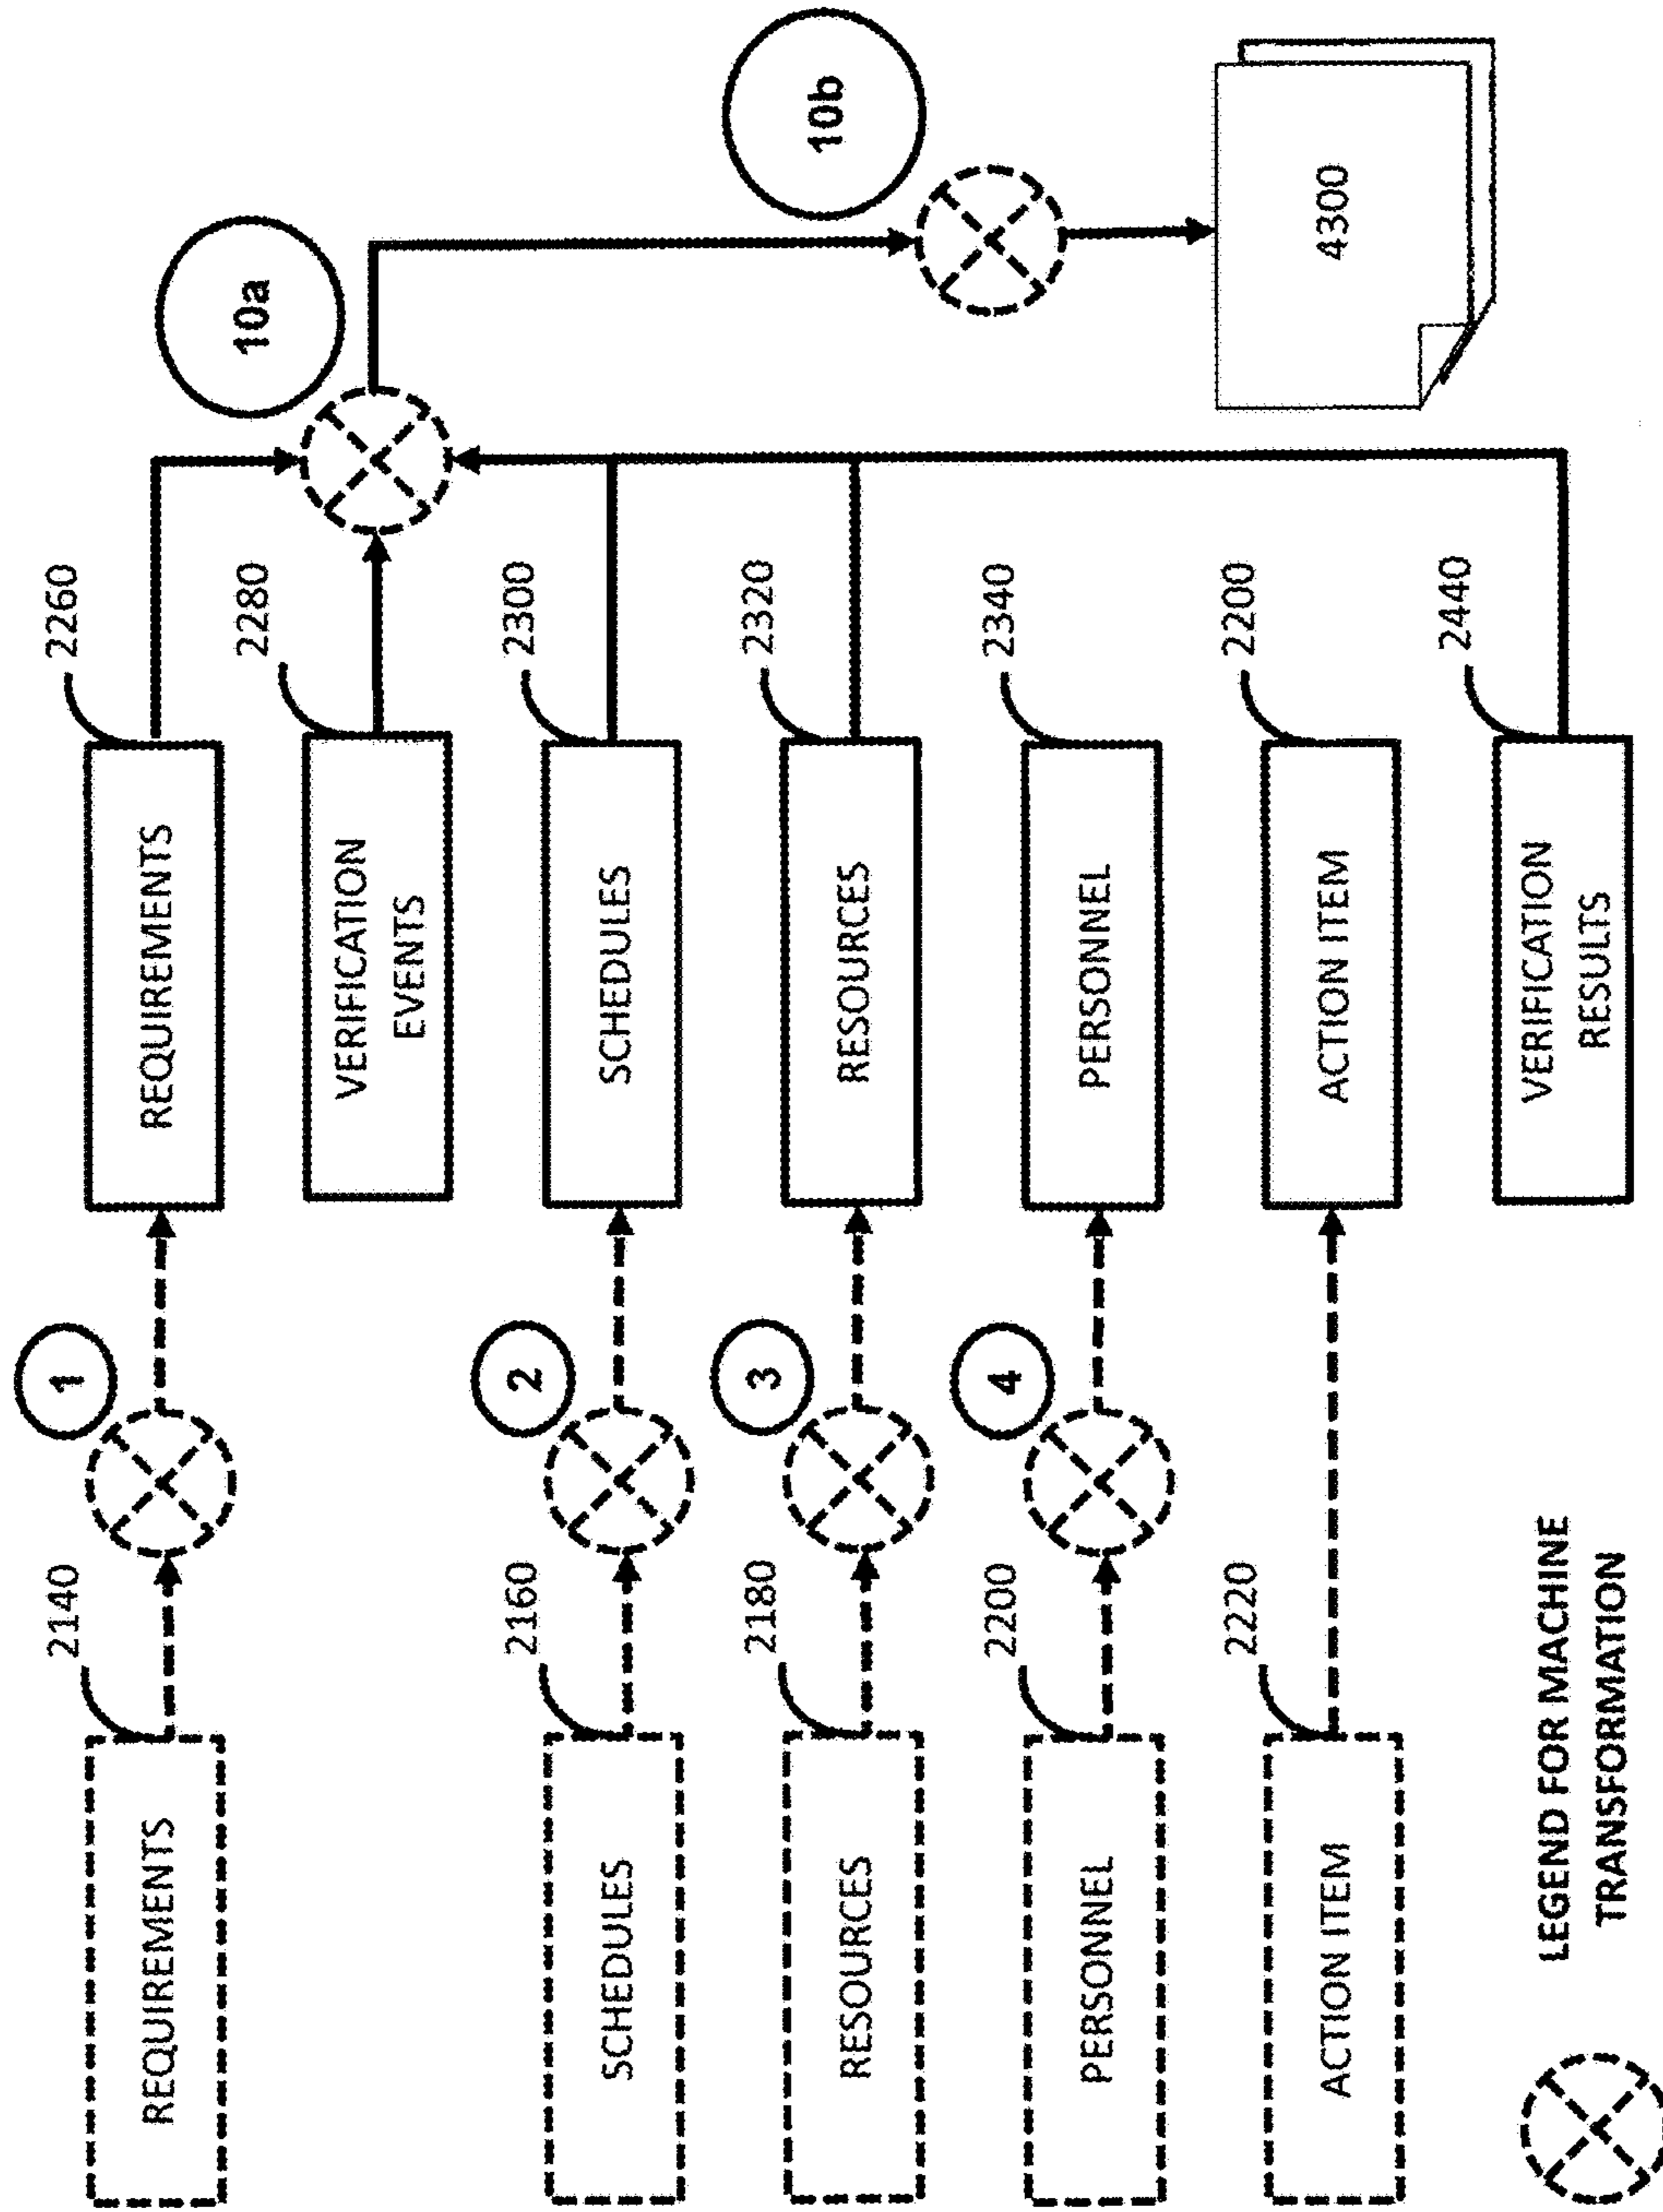 REQUIREMENTS
2140
1
REQUIREMENTS
2260
10a
VERIFICATION
EVENTS
2280
10b
SCHEDULES
2160
2
SCHEDULES
2300
RESOURCES
2180
3
RESOURCES
2320
PERSONNEL
2200
4
PERSONNEL
2340
ACTION ITEM
2220
ACTION ITEM
2200
4300
VERIFICATION
RESULTS
2440
LEGEND FOR MACHINE
TRANSFORMATION